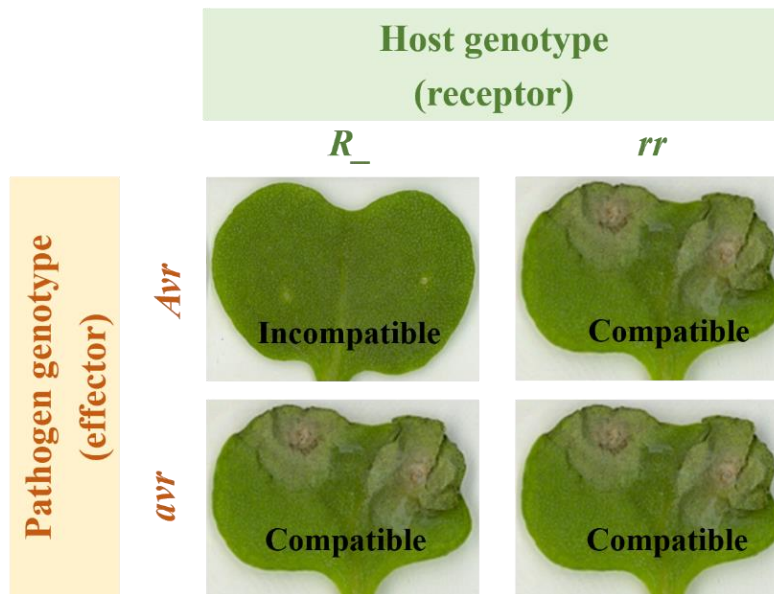 Host genotype
(receptor)
R_
rr
Pathogen genotype
(effector)
Avr
Incompatible
Compatible
avr
Compatible
Compatible